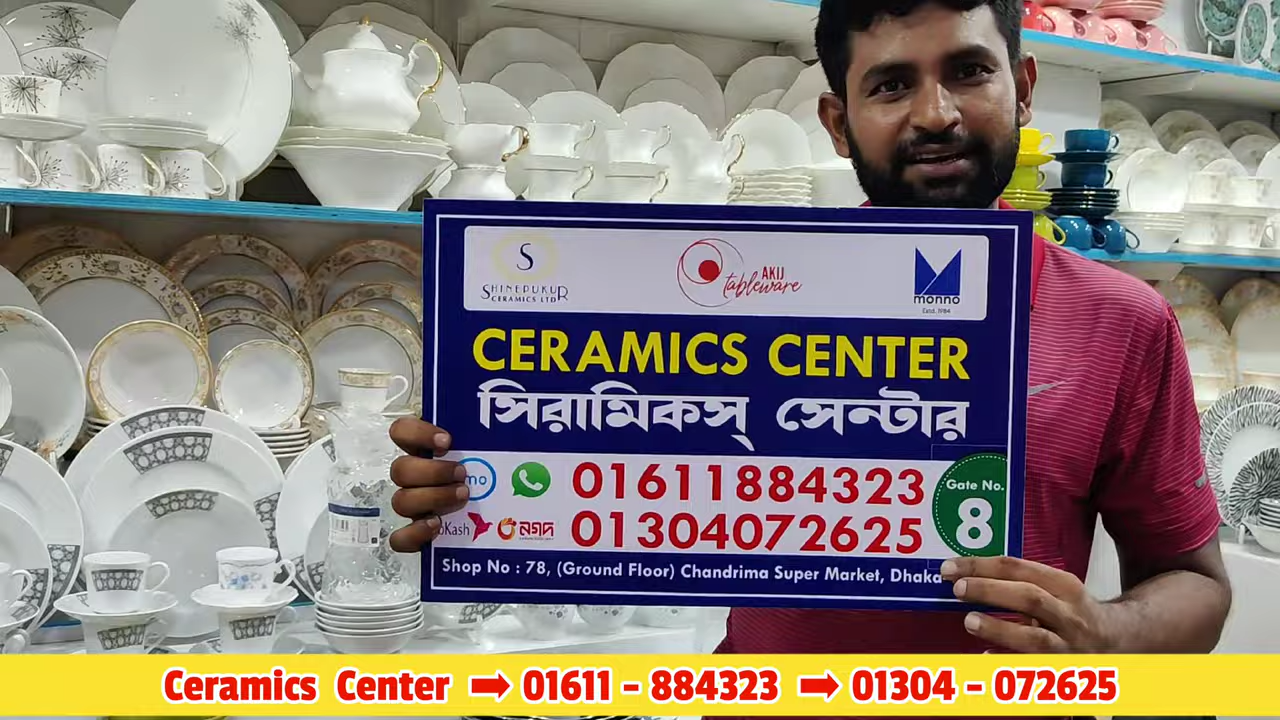 S
SHINEPUKUR
CERAMICS LTD
AKIJ
tableware
monno
Estd. 1984
CERAMICS CENTER
সিরামিকস্ সেন্টার
01611884323
Gate No.
8
bKash নগদ 01304072625
Shop No : 78, (Ground Floor) Chandrima Super Market, Dhaka
Ceramics Center ➡ 01611 - 884323 ➡ 01304 - 072625